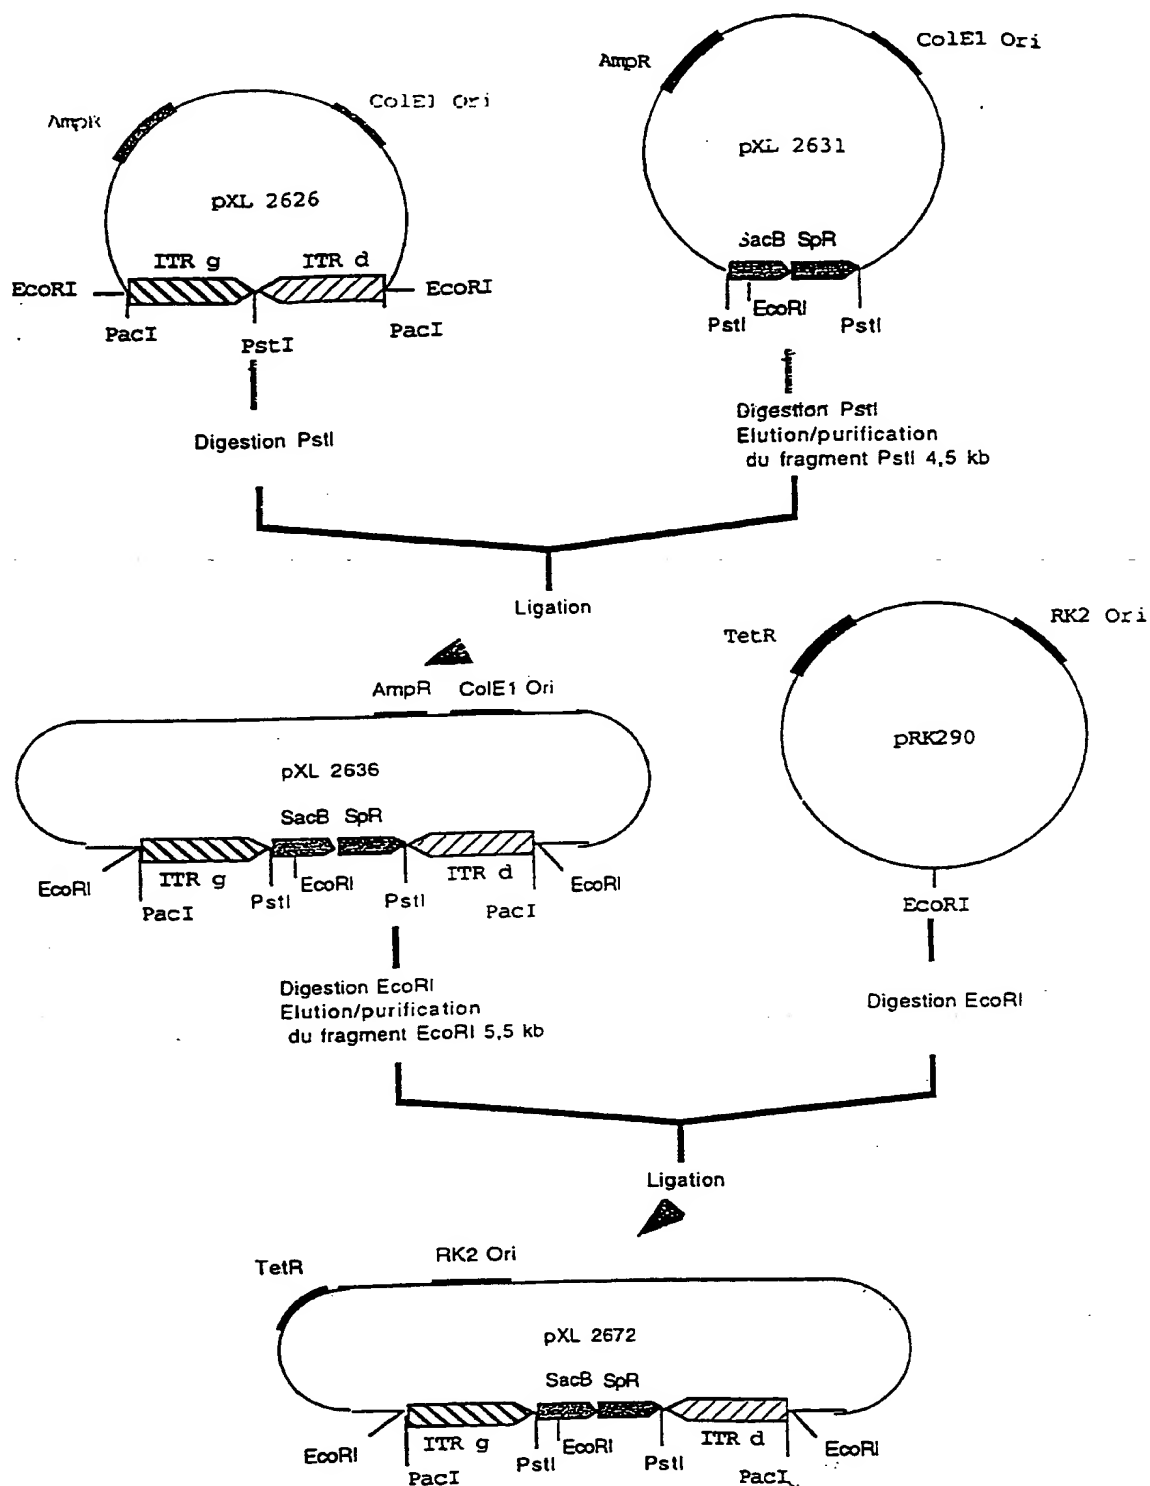 AmpR
ColE1 Ori
pXL 2626
ITR g
ITR d
EcoRI
EcoRI
PacI
PstI
PacI
AmpR
ColE1 Ori
pXL 2631
SacB SpR
EcoRI
PstI
PstI
Digestion PstI
Digestion PstI
Elution/purification
du fragment PstI 4,5 kb
Ligation
AmpR
ColE1 Ori
pXL 2636
SacB SpR
EcoRI
ITR g
EcoRI
ITR d
EcoRI
PacI
PstI
PstI
PacI
TetR
RK2 Ori
pRK290
EcoRI
Digestion EcoRI
Elution/purification
du fragment EcoRI 5,5 kb
Digestion EcoRI
Ligation
TetR
RK2 Ori
pXL 2672
SacB SpR
EcoRI
ITR g
EcoRI
ITR d
EcoRI
PacI
PstI
PstI
PacI